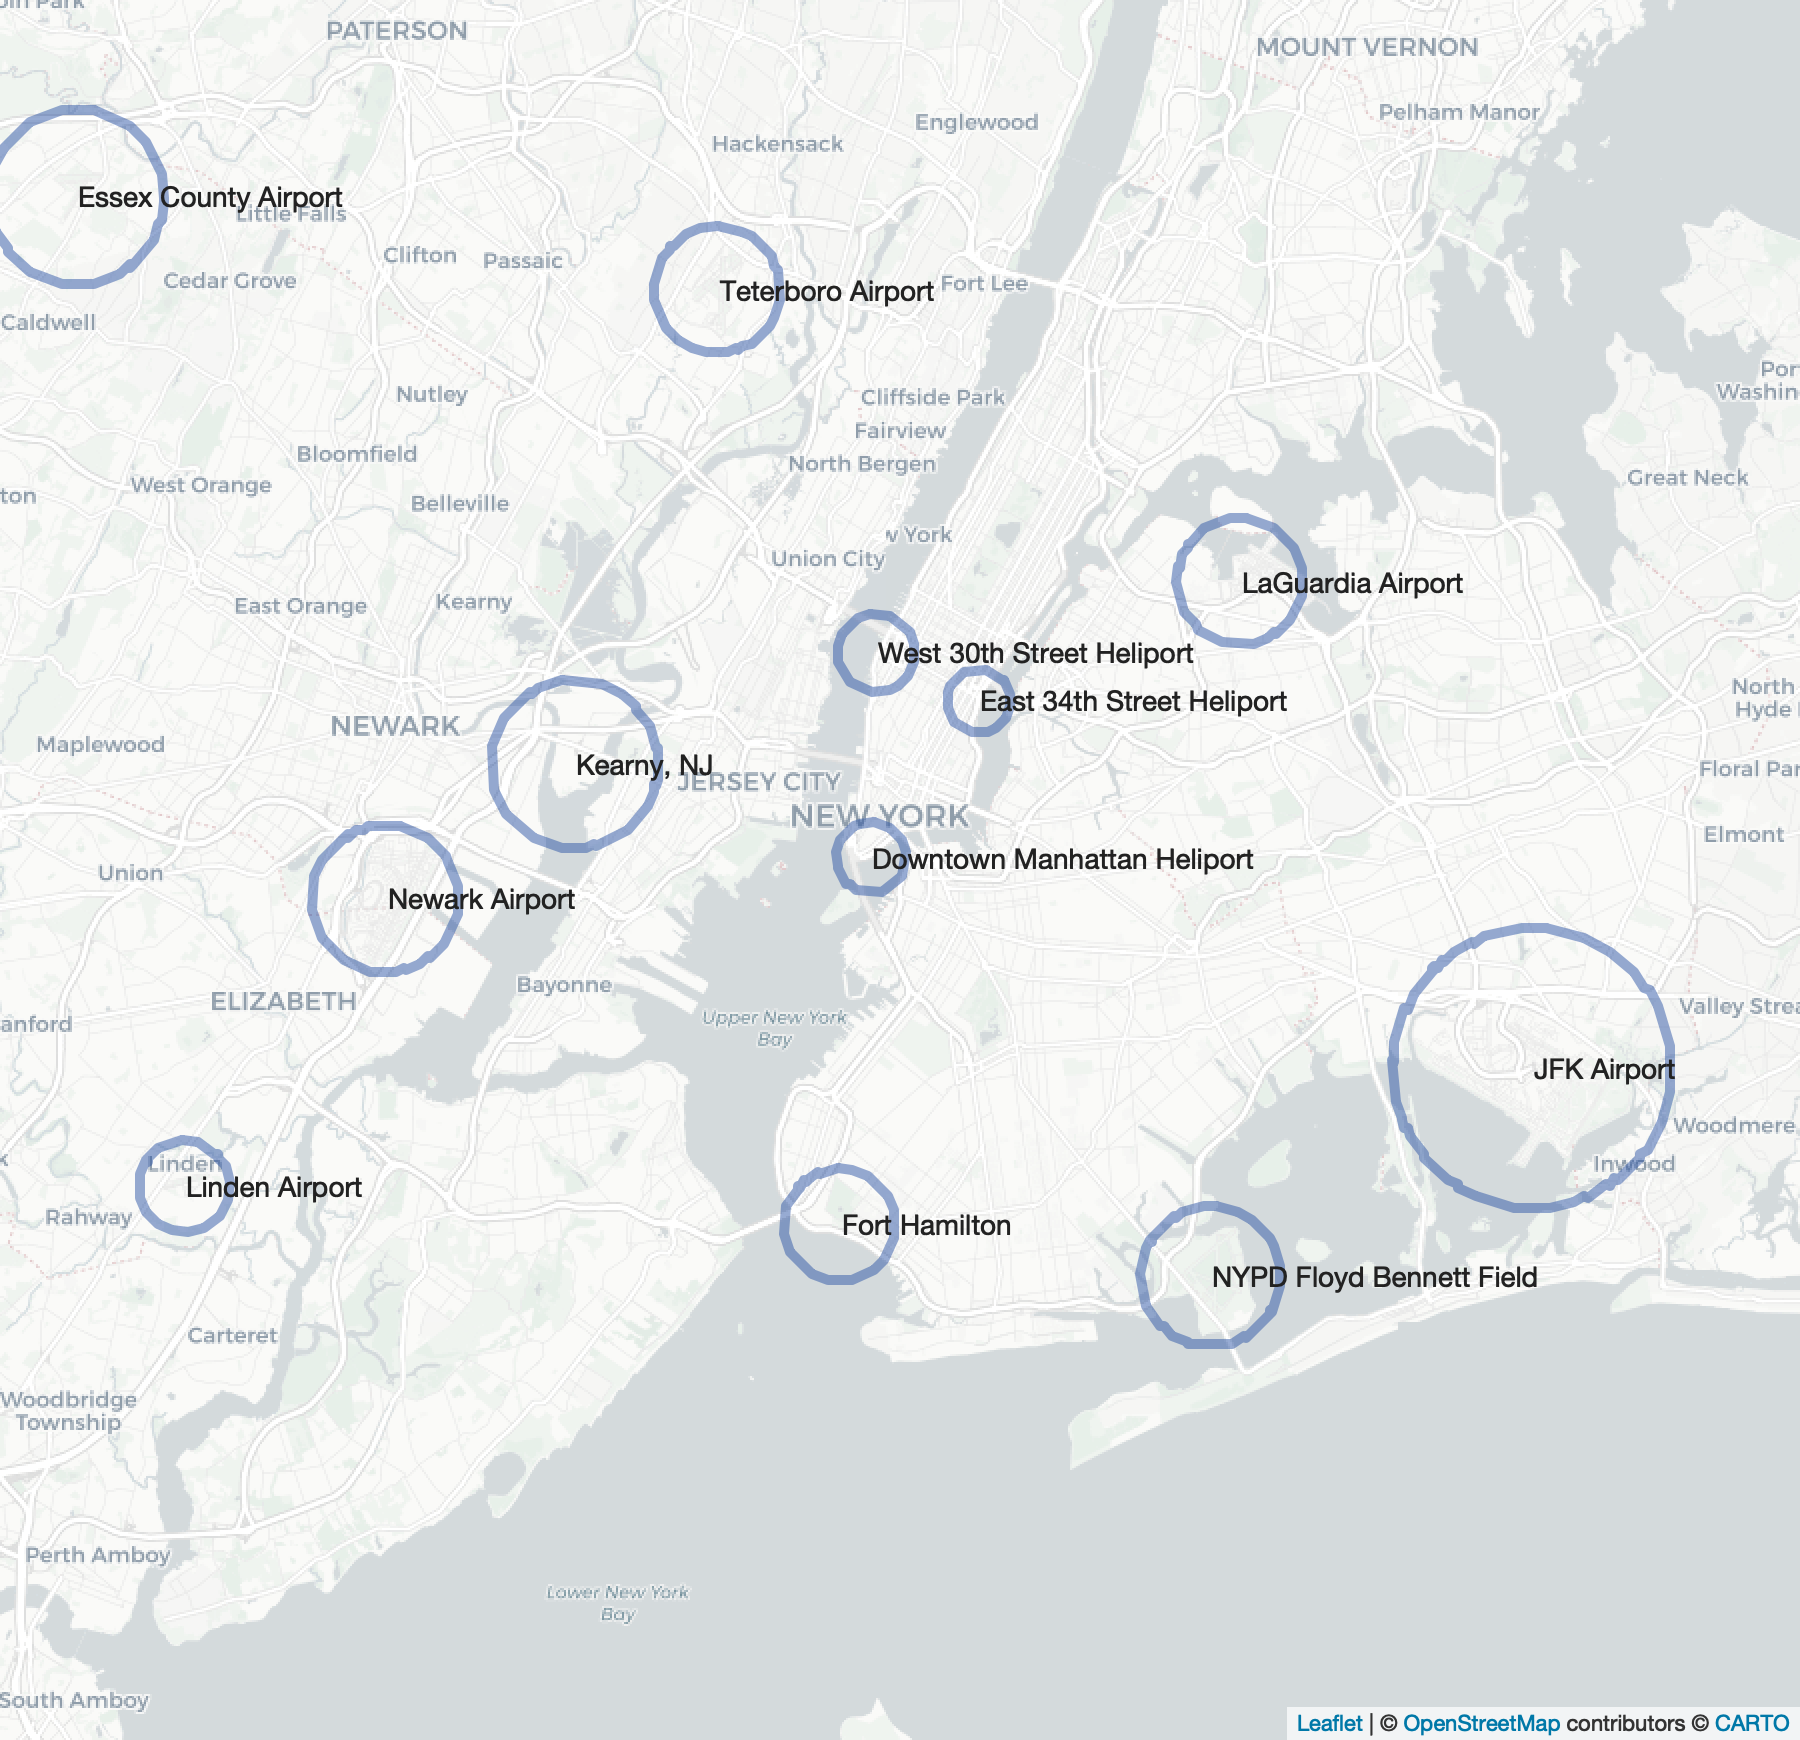 PATERSON
MOUNT VERNON
Pelham Manor
Englewood
Hackensack
Essex County Airport
Little Falls
Clifton
Passaic
Cedar Grove
Teterboro Airport
Fort Lee
Caldwell
Nutley
Cliffside Park
Fairview
North Bergen
Bloomfield
West Orange
Belleville
Great Neck
Union City
LaGuardia Airport
East Orange
Kearny
West 30th Street Heliport
East 34th Street Heliport
North
Hyde
NEWARK
Maplewood
Kearny, NJ
JERSEY CITY
NEW YORK
Floral
Elmont
Downtown Manhattan Heliport
Union
Newark Airport
Bayonne
ELIZABETH
Upper New York
Bay
Valley
JFK Airport
Woodmere
Inwood
Linden
Linden Airport
Rahway
Fort Hamilton
NYPD Floyd Bennett Field
Carteret
Woodbridge
Township
Perth Amboy
Lower New York
Bay
South Amboy
Leaflet | © OpenStreetMap contributors © CARTO